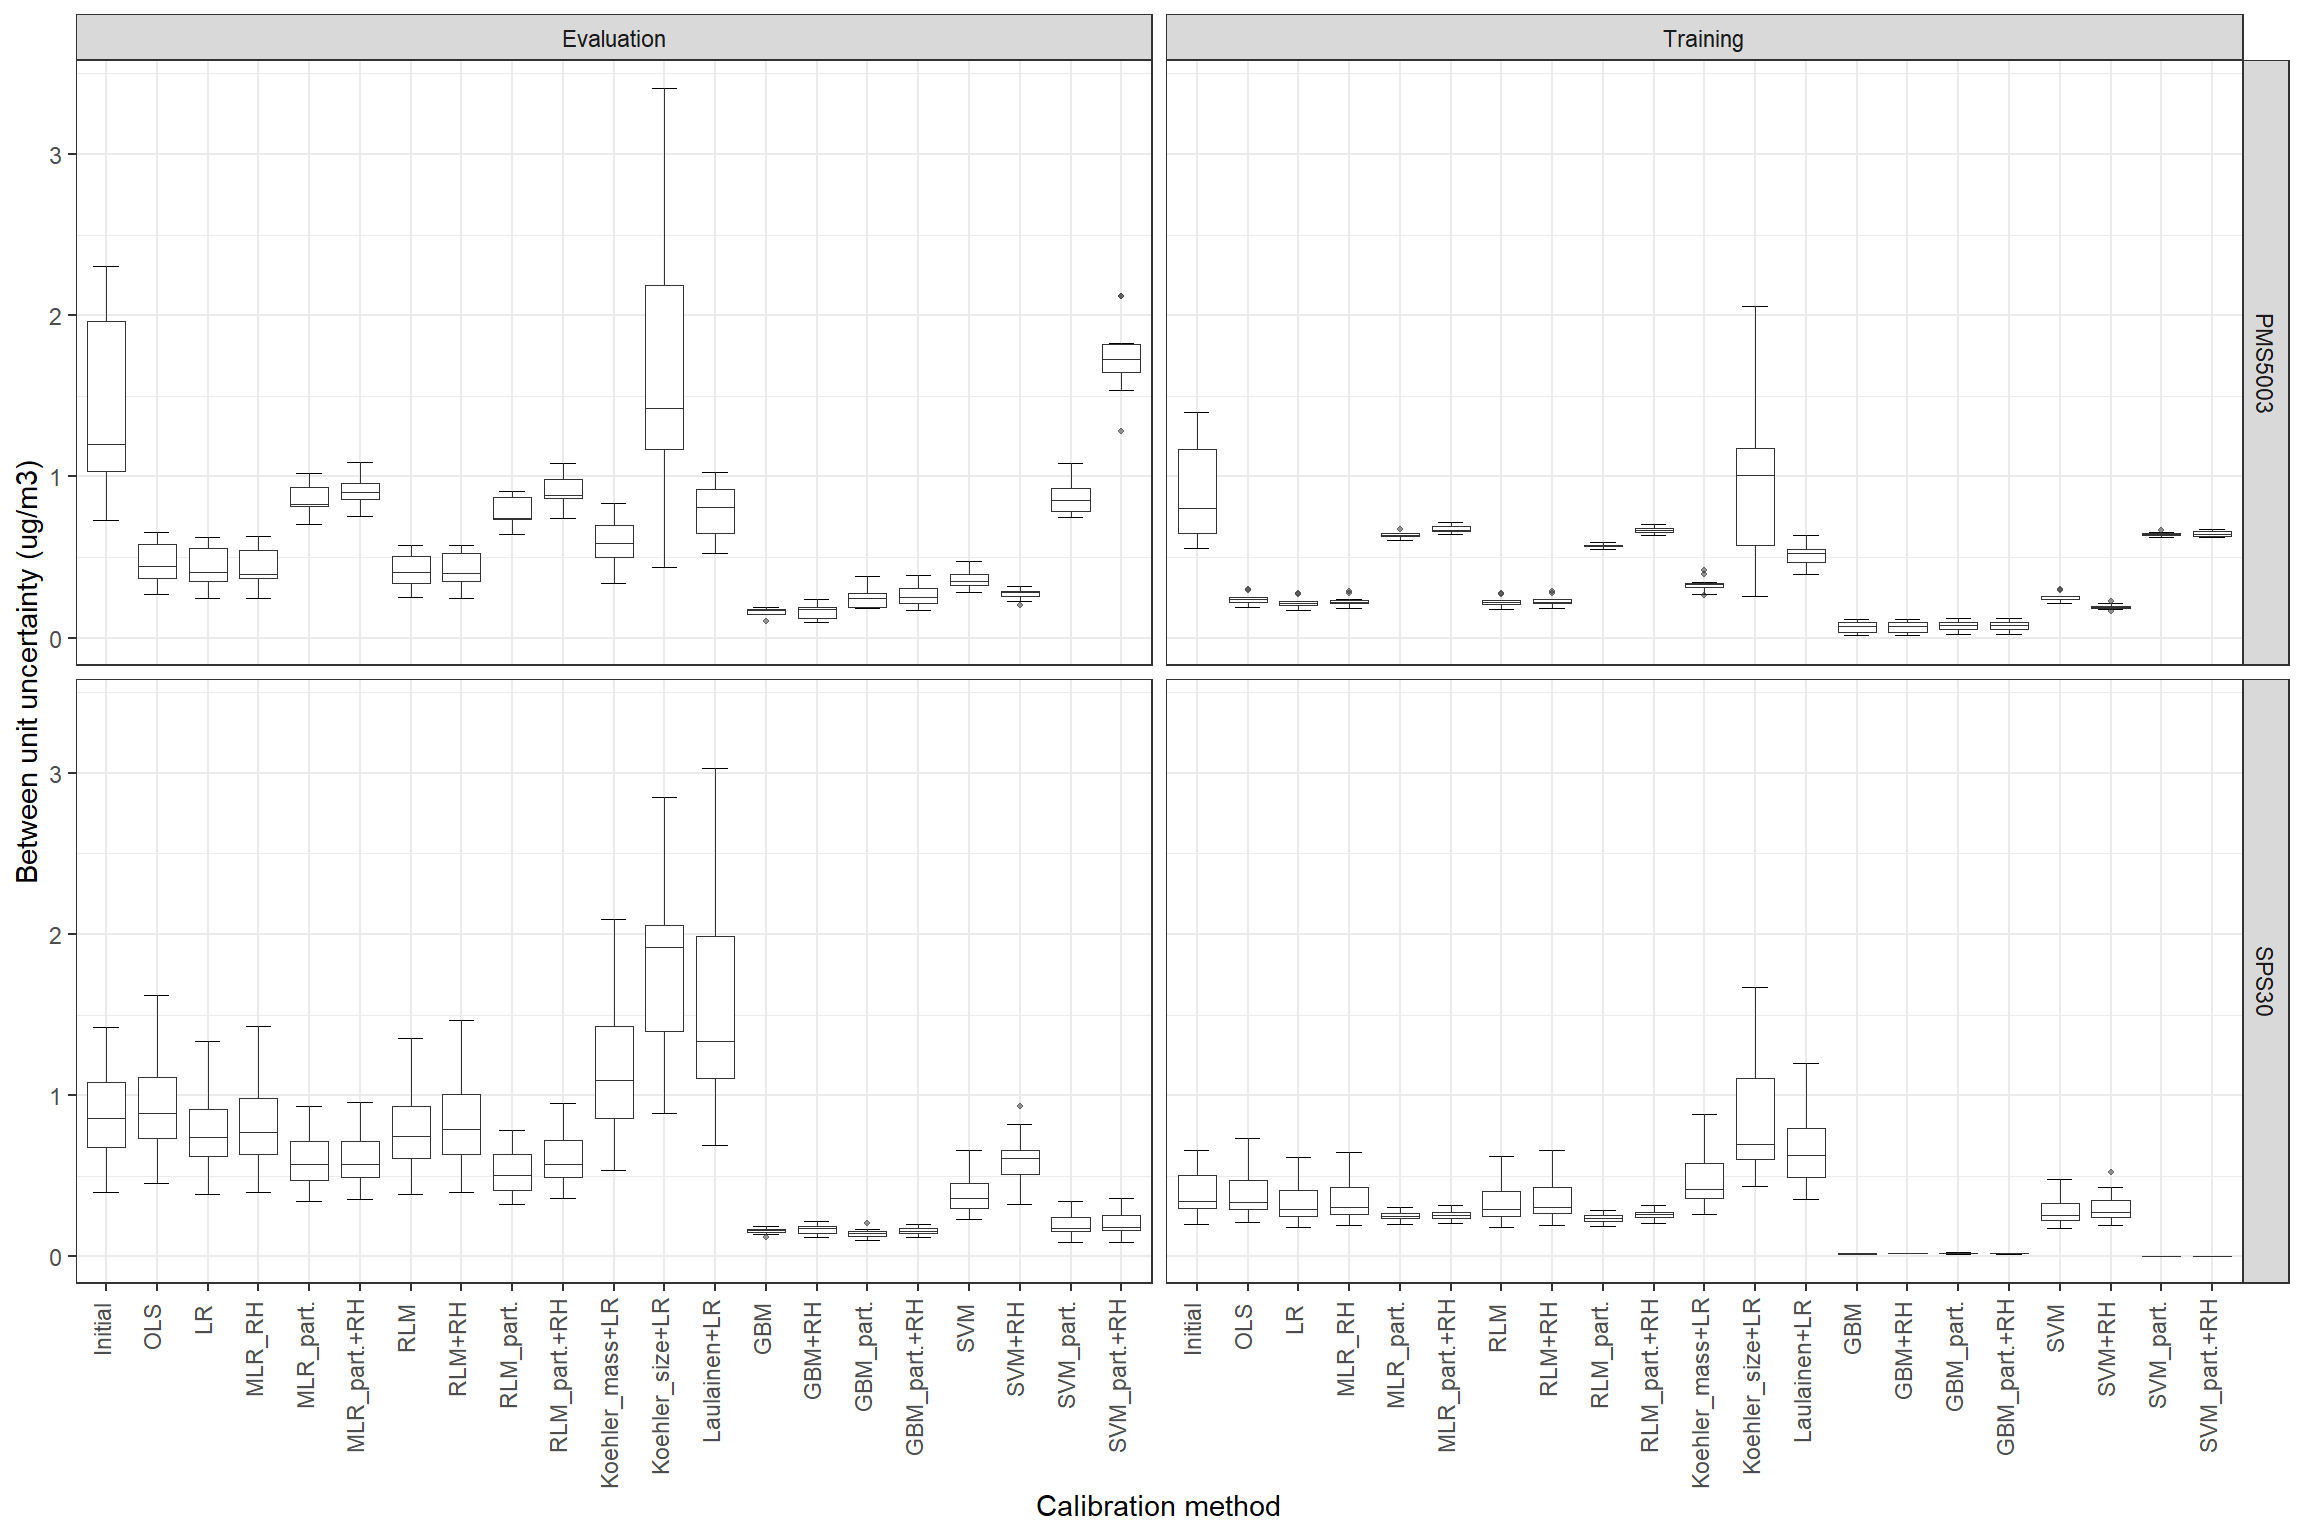 Evaluation
Training
PMS5003
SPS30
Between unit uncertainty (ug/m3)
3
2
1
0
3
2
1
0
Initial
OLS
LR
MLR_RH
MLR_part.
MLR_part.+RH
RLM
RLM+RH
RLM_part.
RLM_part.+RH
Koehler_mass+LR
Koehler_size+LR
Laulainen+LR
GBM
GBM+RH
GBM_part.
GBM_part.+RH
SVM
SVM+RH
SVM_part.
SVM_part.+RH
Initial
OLS
LR
MLR_RH
MLR_part.
MLR_part.+RH
RLM
RLM+RH
RLM_part.
RLM_part.+RH
Koehler_mass+LR
Koehler_size+LR
Laulainen+LR
GBM
GBM+RH
GBM_part.
GBM_part.+RH
SVM
SVM+RH
SVM_part.
SVM_part.+RH
Calibration method